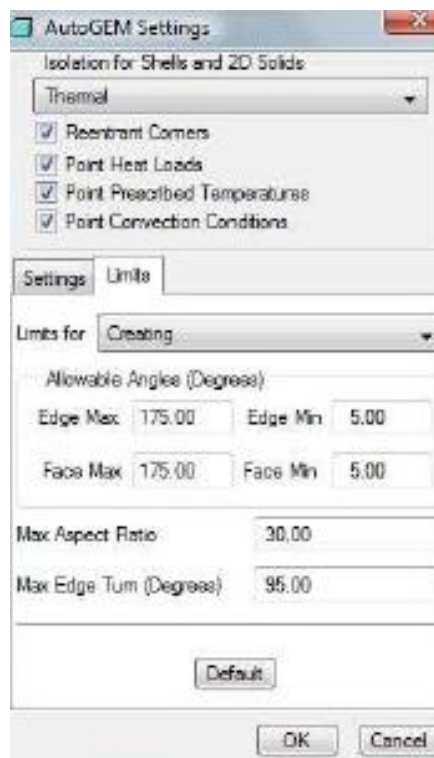 AutoGEM Settings
Isolation for Shells and 2D Solids
Thermal
Reentrant Corners
Point Heat Loads
Point Prescribed Temperatures
Point Convection Conditions
Settings Limits
Limits for Creating
Allowable Angles (Degrees)
Edge Max 175.00 Edge Min 5.00
Face Max 175.00 Face Min 5.00
Max Aspect Ratio 30.00
Max Edge Turn (Degrees) 95.00
Default
OK Cancel